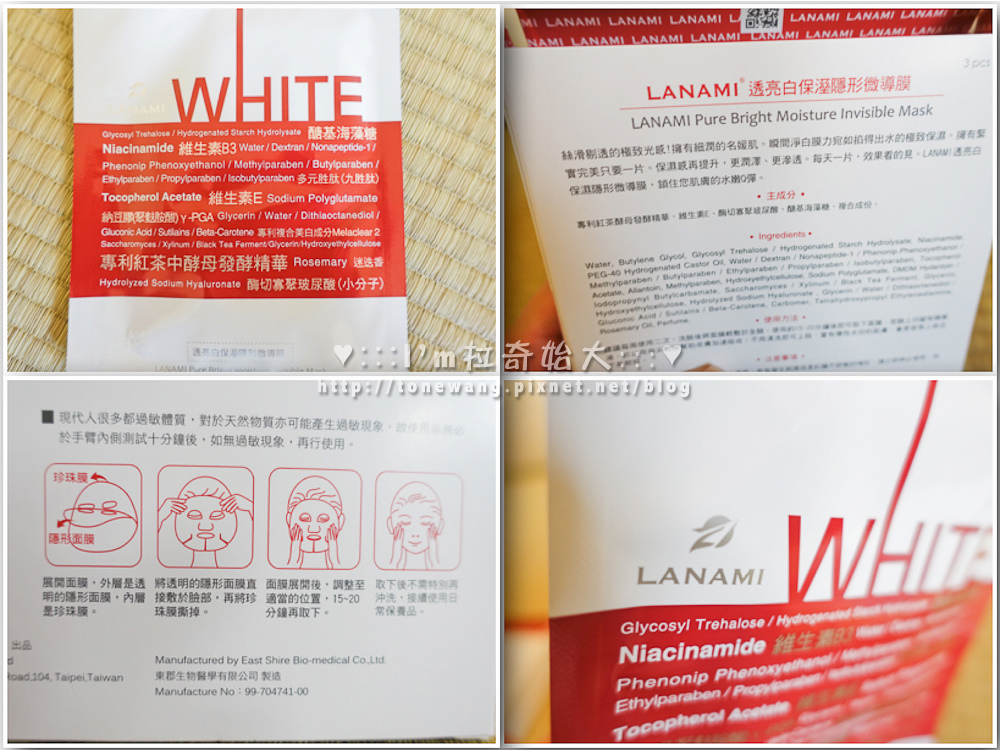 LANAMI
WHITE
Glycosyl Trehalose / Hydrogenated Starch Hydrolysate 醣基海藻糖
Niacinamide 維生素B3 Water / Dextran / Nonapeptide-1 /
Phenonip Phenoxyethanol / Methylparaben / Butylparaben /
Ethylparaben / Propylparaben / Isobutylparaben 多元胜肽(九胜肽)
Tocopherol Acetate 維生素E Sodium Polyglutamate
納豆膠(聚麩胺酸) γ-PGA Glycerin / Water / Dithiaoctanediol /
Gluconic Acid / Sutilains / Beta-Carotene 專利複合美白成分Melaclear 2
Saccharomyces / Xylinum / Black Tea Ferment/Glycerin/Hydroxyethylcellulose
專利紅茶中酵母發酵精華 Rosemary 迷迭香
Hydrolyzed Sodium Hyaluronate 酶切寡聚玻尿酸(小分子)
透亮白保溼隱形微導膜
LANAMI Pure Bright Moisture Invisible Mask
LANAMI LANAMI LANAMI LANAMI LANAMI LANAMI
LANAMI LANAMI LANAMI LANAMI LANAMI LANAMI
3 pcs
LANAMI® 透亮白保溼隱形微導膜
LANAMI Pure Bright Moisture Invisible Mask
絲滑剔透的極致光感!擁有細潤的名媛肌。瞬間淨白膜力宛如掐得出水的極致保濕。擁有緊
實完美只要一片。保濕感再提升,更潤澤、更滲透。每天一片,效果看的見。LANAMI透亮白
保濕隱形微導膜,鎖住您肌膚的水嫩Q彈。
• 主成分 •
專利紅茶酵母發酵精華、維生素E、酶切寡聚玻尿酸、醣基海藻糖、複合成份。
• Ingredients •
Water, Butylene Glycol, Glycosyl Trehalose / Hydrogenated Starch Hydrolysate, Niacinamide,
PEG-40 Hydrogenated Castor Oil, Water / Dextran / Nonapeptide-1 / Phenonip Phenoxyethanol /
Methylparaben / Butylparaben / Ethylparaben / Propylparaben / Isobutylparaben, Tocopherol
Acetate, Allantoin, Methylparaben, Hydroxyethylcellulose, Sodium Polyglutamate, DMDM Hydantoin /
Iodopropynyl Butylcarbamate, Saccharomyces / Xylinum / Black Tea Ferment, Glycerin,
Hydroxyethylcellulose, Hydrolyzed Sodium Hyaluronate, Glycerin / Water / Dithiaoctanediol /
Gluconic Acid / Sutilains / Beta-Carotene, Carbomer, Tetrahydroxypropyl Ethylenediamine,
Rosemary Oil, Perfume.
• 使用方法 •
• 注意事項 •
♥:::I'm拉奇怡大:::♥
http://tonewang.pixnet.net/blog
■ 現代人很多都過敏體質,對於天然物質亦可能產生過敏現象,故使用前務必
於手臂內側測試十分鐘後,如無過敏現象,再行使用。
珍珠膜
隱形面膜
展開面膜,外層是透
明的隱形面膜,內層
是珍珠膜。
將透明的隱形面膜直
接敷於臉部,再將珍
珠膜撕掉。
面膜展開後,調整至
適當的位置,15~20
分鐘再取下。
取下後不需特別再
沖洗,接續使用日
常保養品。
出品
Road,104, Taipei,Taiwan
Manufactured by East Shire Bio-medical Co.,Ltd.
東郡生物醫學有限公司 製造
Manufacture No : 99-704741-00
LANAMI
WHITE
Glycosyl Trehalose / Hydrogenated Starch Hydrolysate
Niacinamide 維生素B3 Water / Dextran
Phenonip Phenoxyethanol / Methylparaben
Ethylparaben / Propylparaben / Isobutylparaben
Tocopherol Acetate